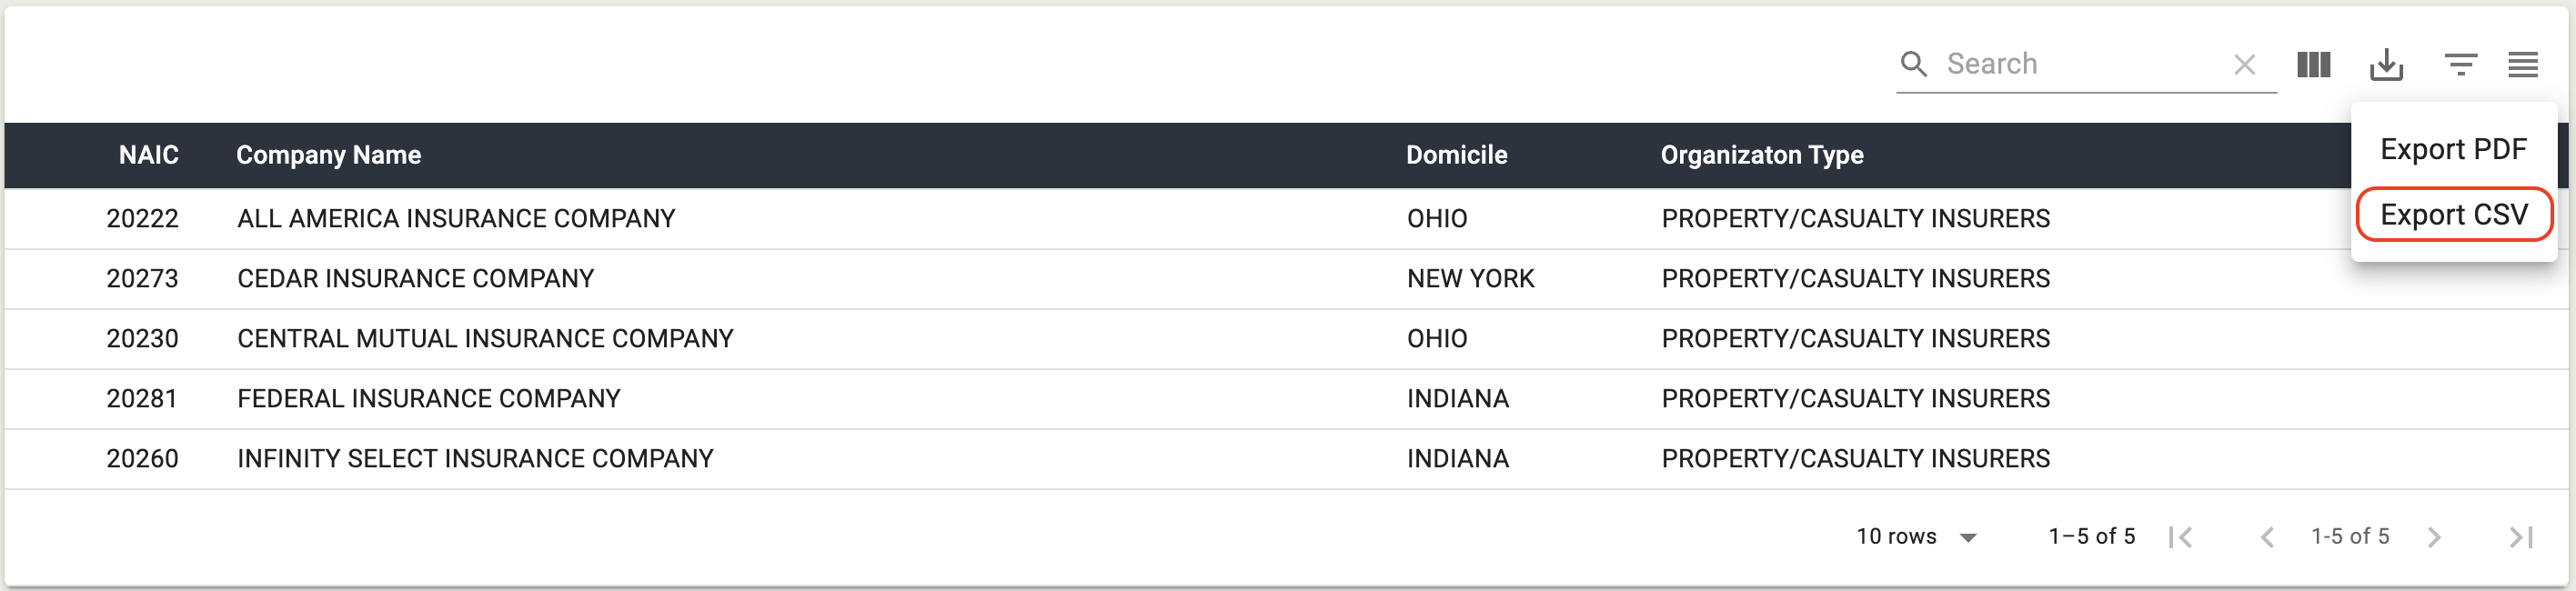 Search
NAIC Company Name Domicile Organizaton Type Export PDF
20222 ALL AMERICA INSURANCE COMPANY OHIO PROPERTY/CASUALTY INSURERS Export CSV
20273 CEDAR INSURANCE COMPANY NEW YORK PROPERTY/CASUALTY INSURERS
20230 CENTRAL MUTUAL INSURANCE COMPANY OHIO PROPERTY/CASUALTY INSURERS
20281 FEDERAL INSURANCE COMPANY INDIANA PROPERTY/CASUALTY INSURERS
20260 INFINITY SELECT INSURANCE COMPANY INDIANA PROPERTY/CASUALTY INSURERS
10 rows 1–5 of 5 1-5 of 5